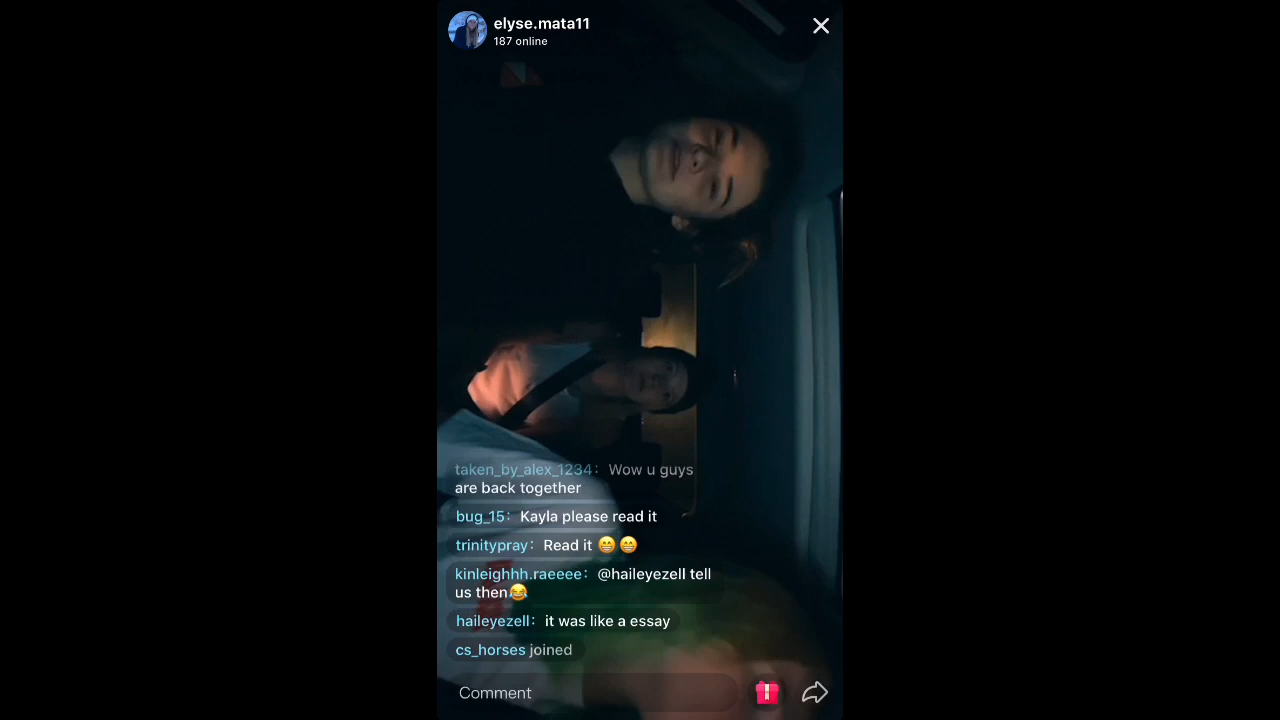 elyse.mata11
187 online
taken_by_alex_1234: Wow u guys
are back together
bug_15: Kayla please read it
trinitypray: Read it 😁😁
kinleighhh.raeeee: @haileyezell tell
us then😂
haileyezell: it was like a essay
cs_horses joined
Comment